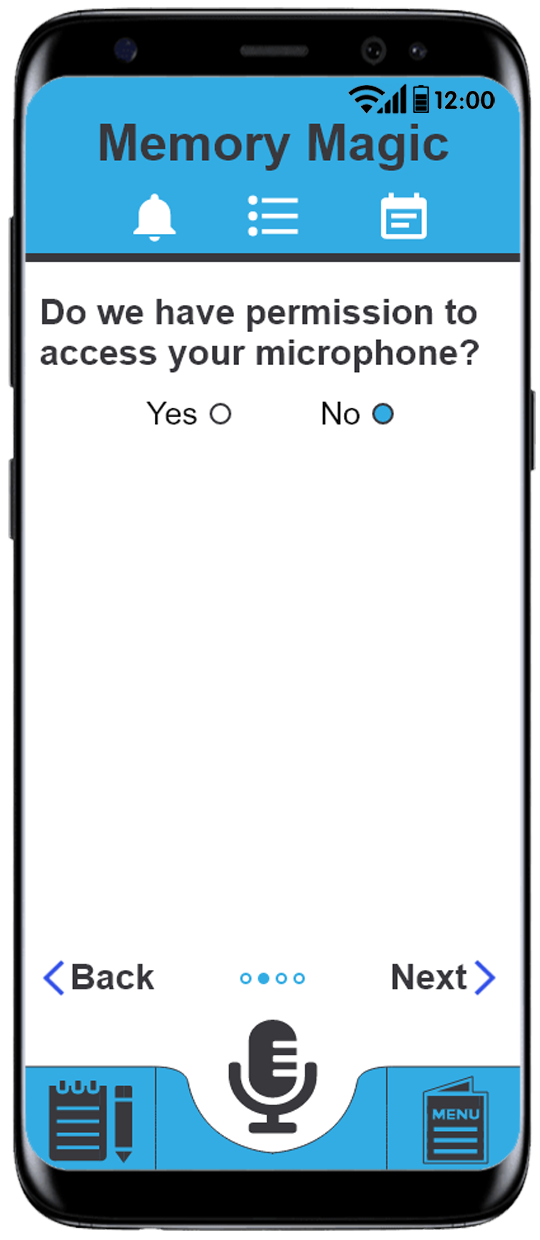 12:00
Memory Magic
Do we have permission to
access your microphone?
Yes No
Back Next
MENU